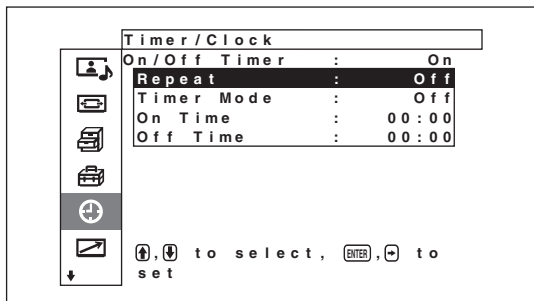 Timer/Clock
On/Off Timer : On
Repeat : Off
Timer Mode : Off
On Time : 00:00
Off Time : 00:00
↑,↓ to select, ENTER,→ to
set